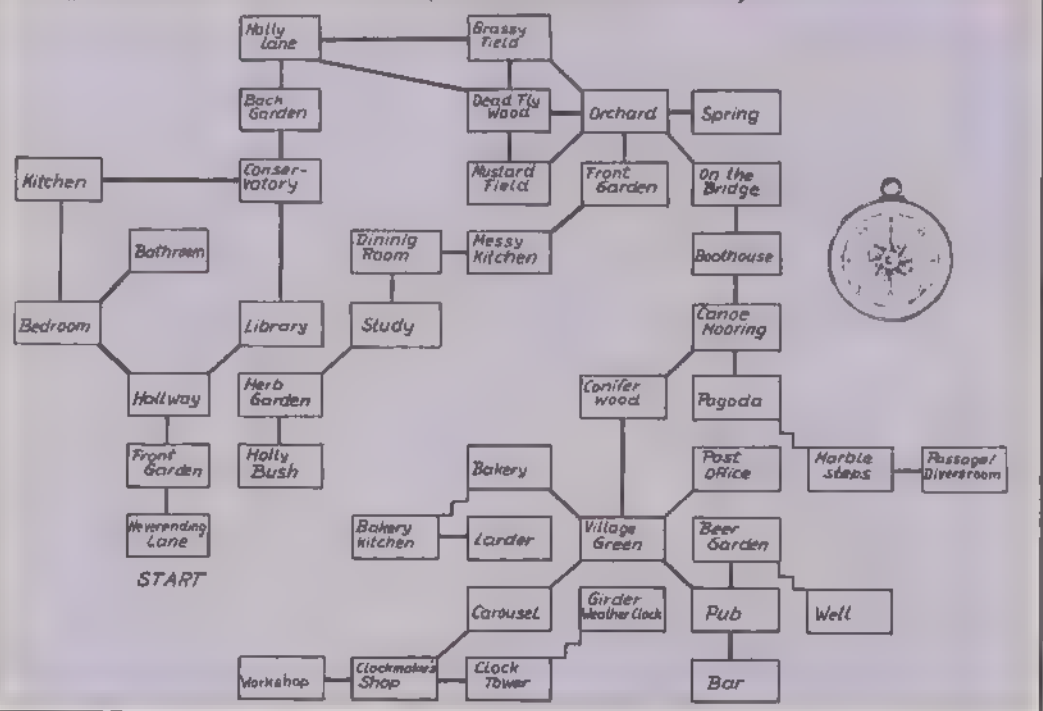 Holly
Lane
Grassy
Field
Back
Garden
Dead Fly
Wood
Orchard
Spring
Kitchen
Conser-
vatory
Mustard
Field
Front
Garden
On the
Bridge
Bathroom
Dininig
Room
Messy
Kitchen
Boothouse
Bedroom
Library
Study
Canoe
Mooring
Hallway
Herb
Garden
Conifer
wood
Pagoda
Front
Garden
Holly
Bush
Bakery
Post
Office
Marble
steps
Passage/
Diversroom
Neverending
Lane
Bakery
kitchen
Larder
Village
Green
Beer
Garden
START
Carousel
Girder
Weather Clock
Pub
Well
Workshop
Clockmakers
Shop
Clock
Tower
Bar